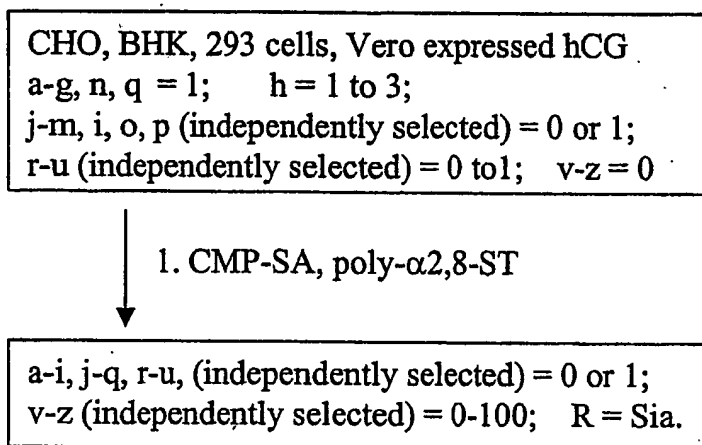 CHO, BHK, 293 cells, Vero expressed hCG
a-g, n, q = 1; h = 1 to 3;
j-m, i, o, p (independently selected) = 0 or 1;
r-u (independently selected) = 0 to1; v-z = 0
1. CMP-SA, poly-α2,8-ST
a-i, j-q, r-u, (independently selected) = 0 or 1;
v-z (independently selected) = 0-100; R = Sia.